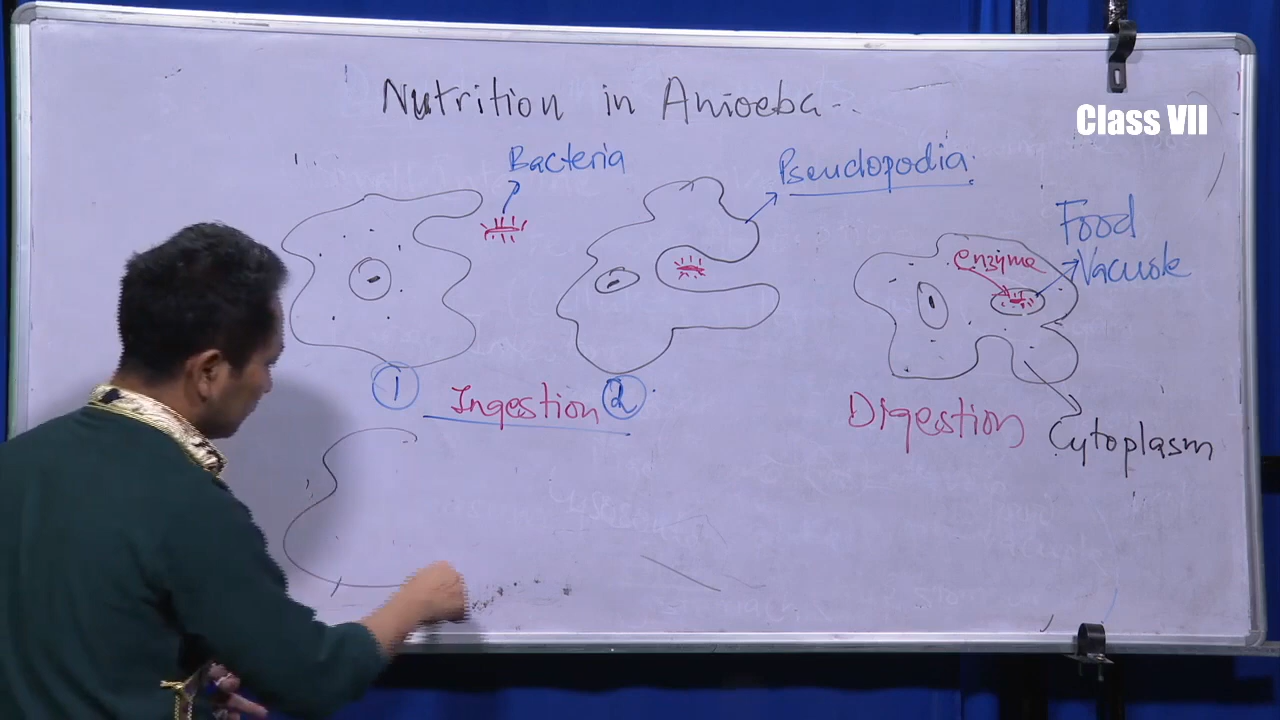 Nutrition in Amoeba..
Class VII
Bacteria
Pseudopodia.
Food
Vacuole
enzyme
1
Ingestion
2
Digestion
Cytoplasm